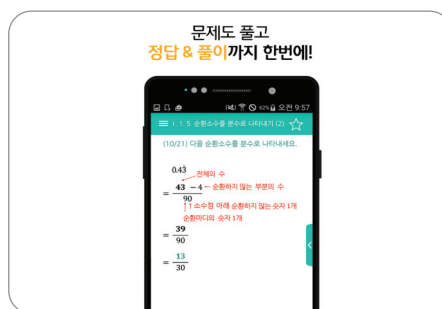 문제도 풀고
정답 & 풀이까지 한번에!
62% 오전 9:57
I. 1. 5 순환소수를 분수로 나타내기 (2)
(10/21) 다음 순환소수를 분수로 나타내세요.
0.43̇
전체의 수
= 43 − 4 ← 순환하지 않는 부분의 수
90
↑↑소수점 아래 순환하지 않는 숫자 1개
순환마디의 숫자 1개
= 39
90
= 13
30